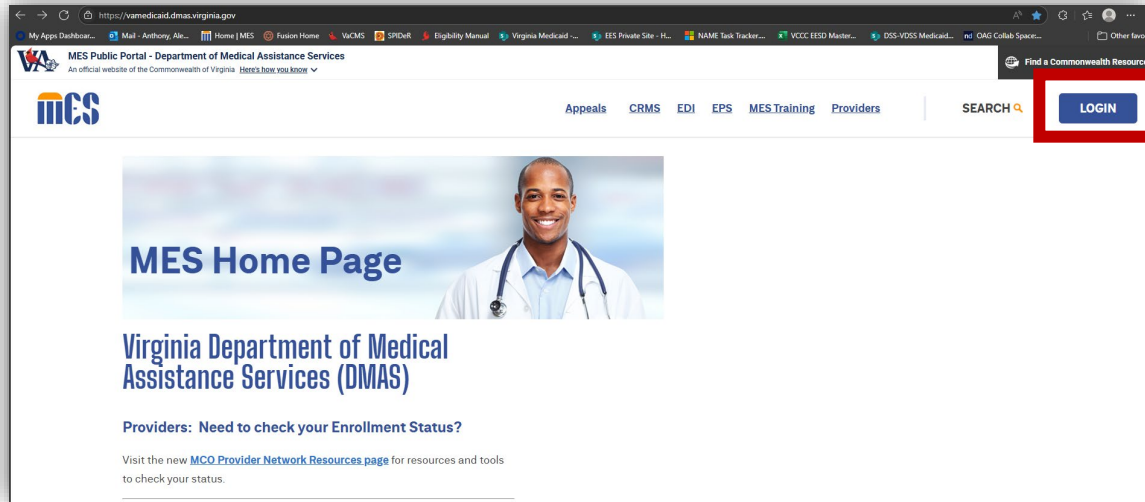 https://vamedicaid.dmas.virginia.gov
My Apps Dashboar... Mail - Anthony, Ale... Home | MES Fusion Home VaCMS SPIDeR Eligibility Manual Virginia Medicaid -... EES Private Site - H... NAME Task Tracker.... VCCC EESD Master... DSS-VDSS Medicaid... OAG Collab Space:... Other favo
VA MES Public Portal - Department of Medical Assistance Services
An official website of the Commonwealth of Virginia Here's how you know
Find a Commonwealth Resource
mes Appeals CRMS EDI EPS MES Training Providers SEARCH LOGIN
MES Home Page
Virginia Department of Medical
Assistance Services (DMAS)
Providers: Need to check your Enrollment Status?
Visit the new MCO Provider Network Resources page for resources and tools
to check your status.